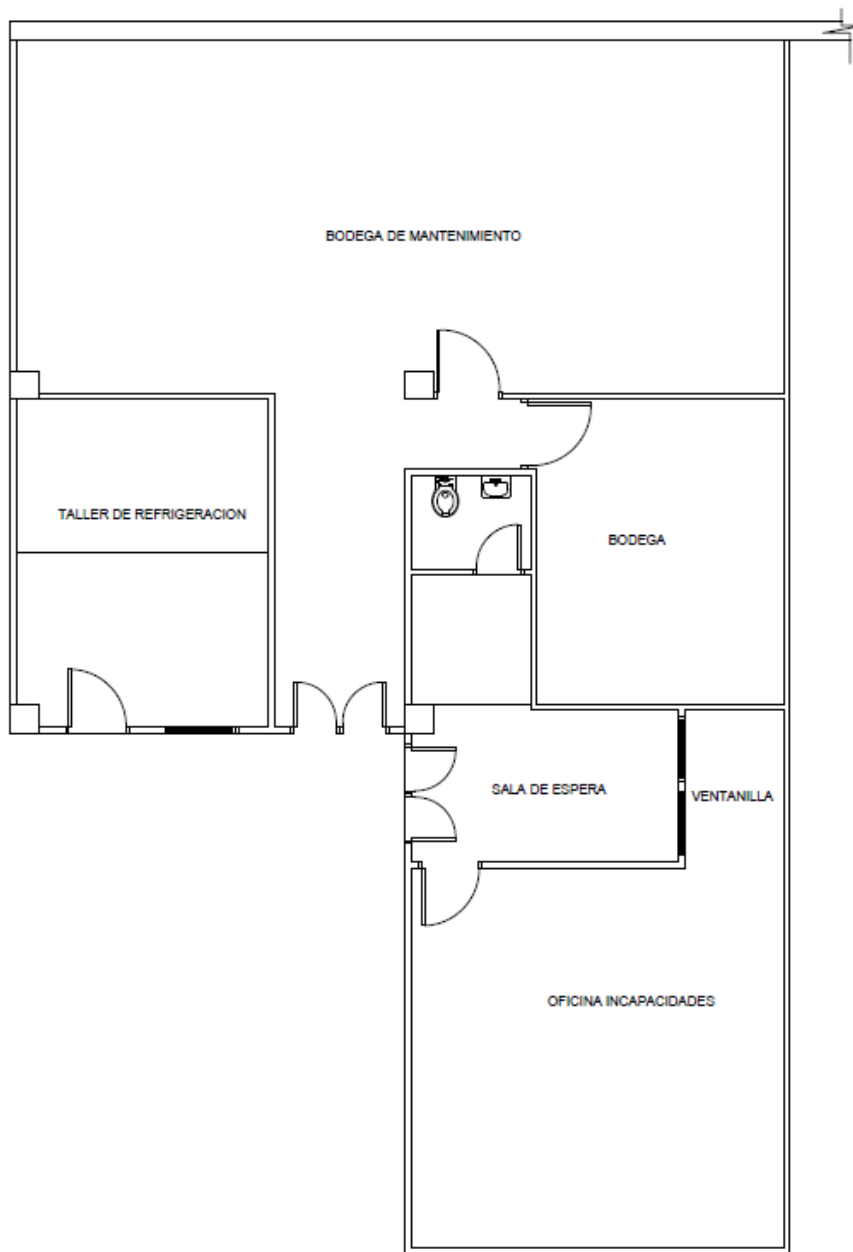 BODEGA DE MANTENIMIENTO
TALLER DE REFRIGERACION
BODEGA
SALA DE ESPERA
VENTANILLA
OFICINA INCAPACIDADES